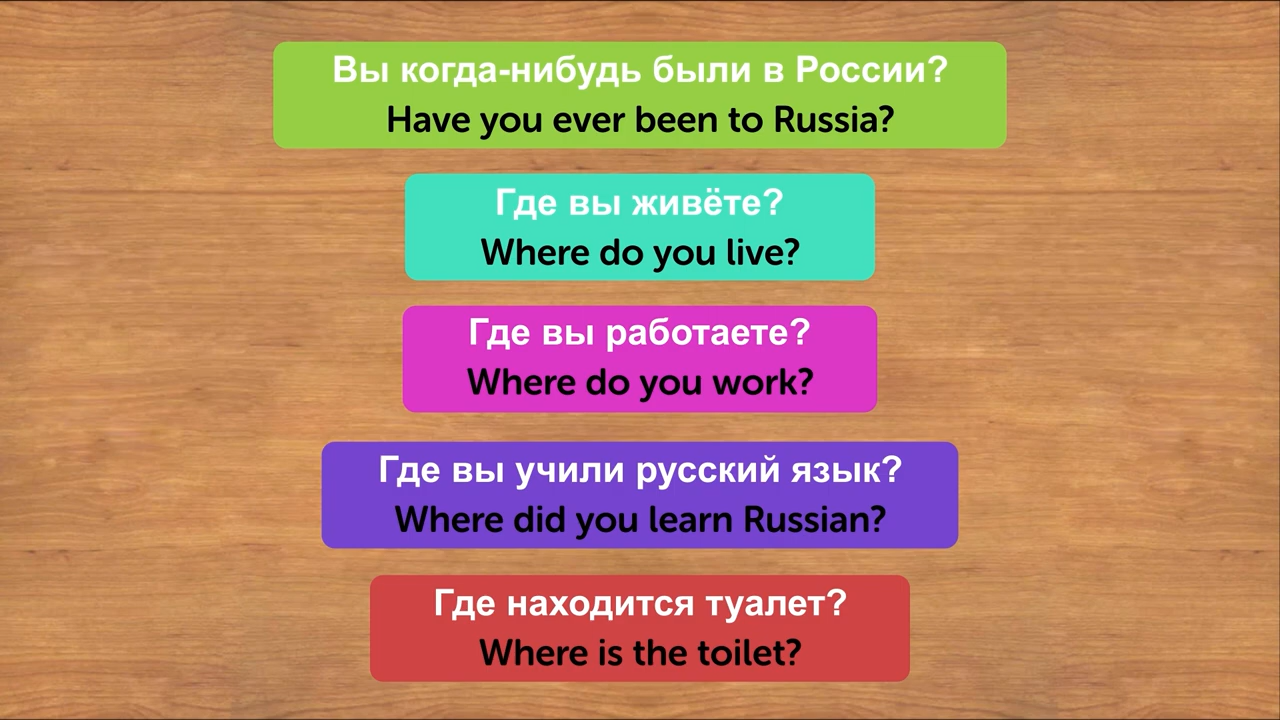 Вы когда-нибудь были в России?
Have you ever been to Russia?
Где вы живёте?
Where do you live?
Где вы работаете?
Where do you work?
Где вы учили русский язык?
Where did you learn Russian?
Где находится туалет?
Where is the toilet?